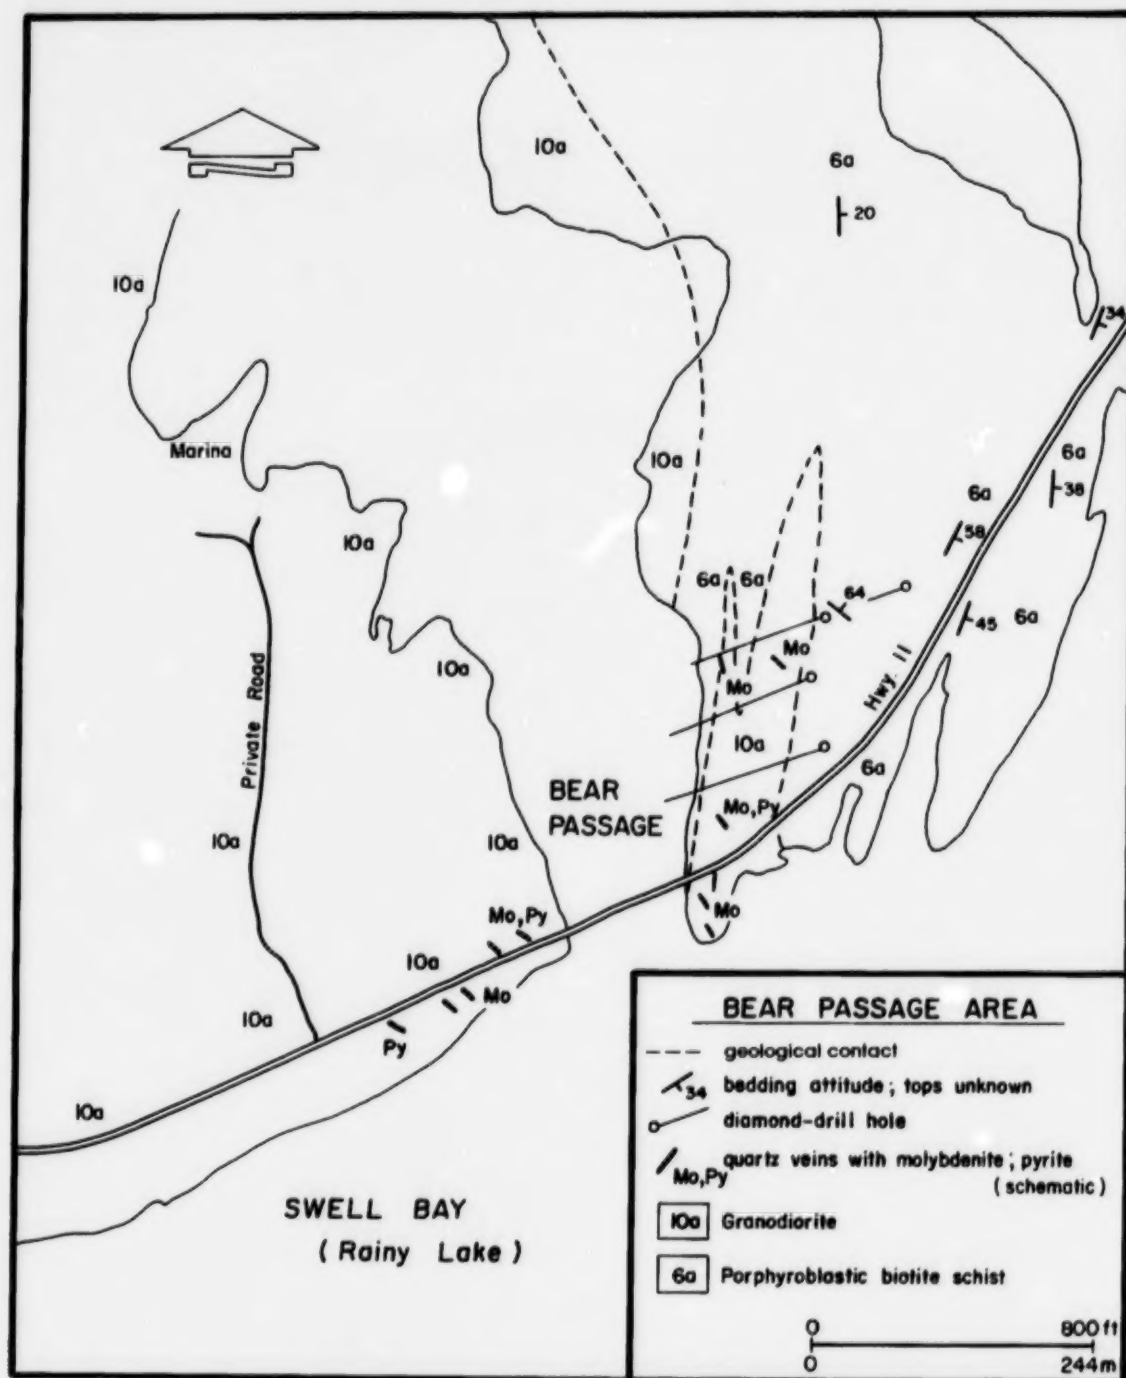 10a
6a
20
10a
34
Marina
10a
6a
6a
38
58
10a
6a
6a
64
45
6a
10a
Mo
Mo
Hwy. 11
Private Road
10a
6a
BEAR
PASSAGE
Mo,Py
10a
10a
Mo
Mo,Py
10a
Mo
10a
Py
10a
SWELL BAY
(Rainy Lake)
BEAR PASSAGE AREA
geological contact
34
bedding attitude; tops unknown
diamond-drill hole
Mo,Py
quartz veins with molybdenite; pyrite
(schematic)
10a
Granodiorite
6a
Porphyroblastic biotite schist
0
800 ft
0
244 m